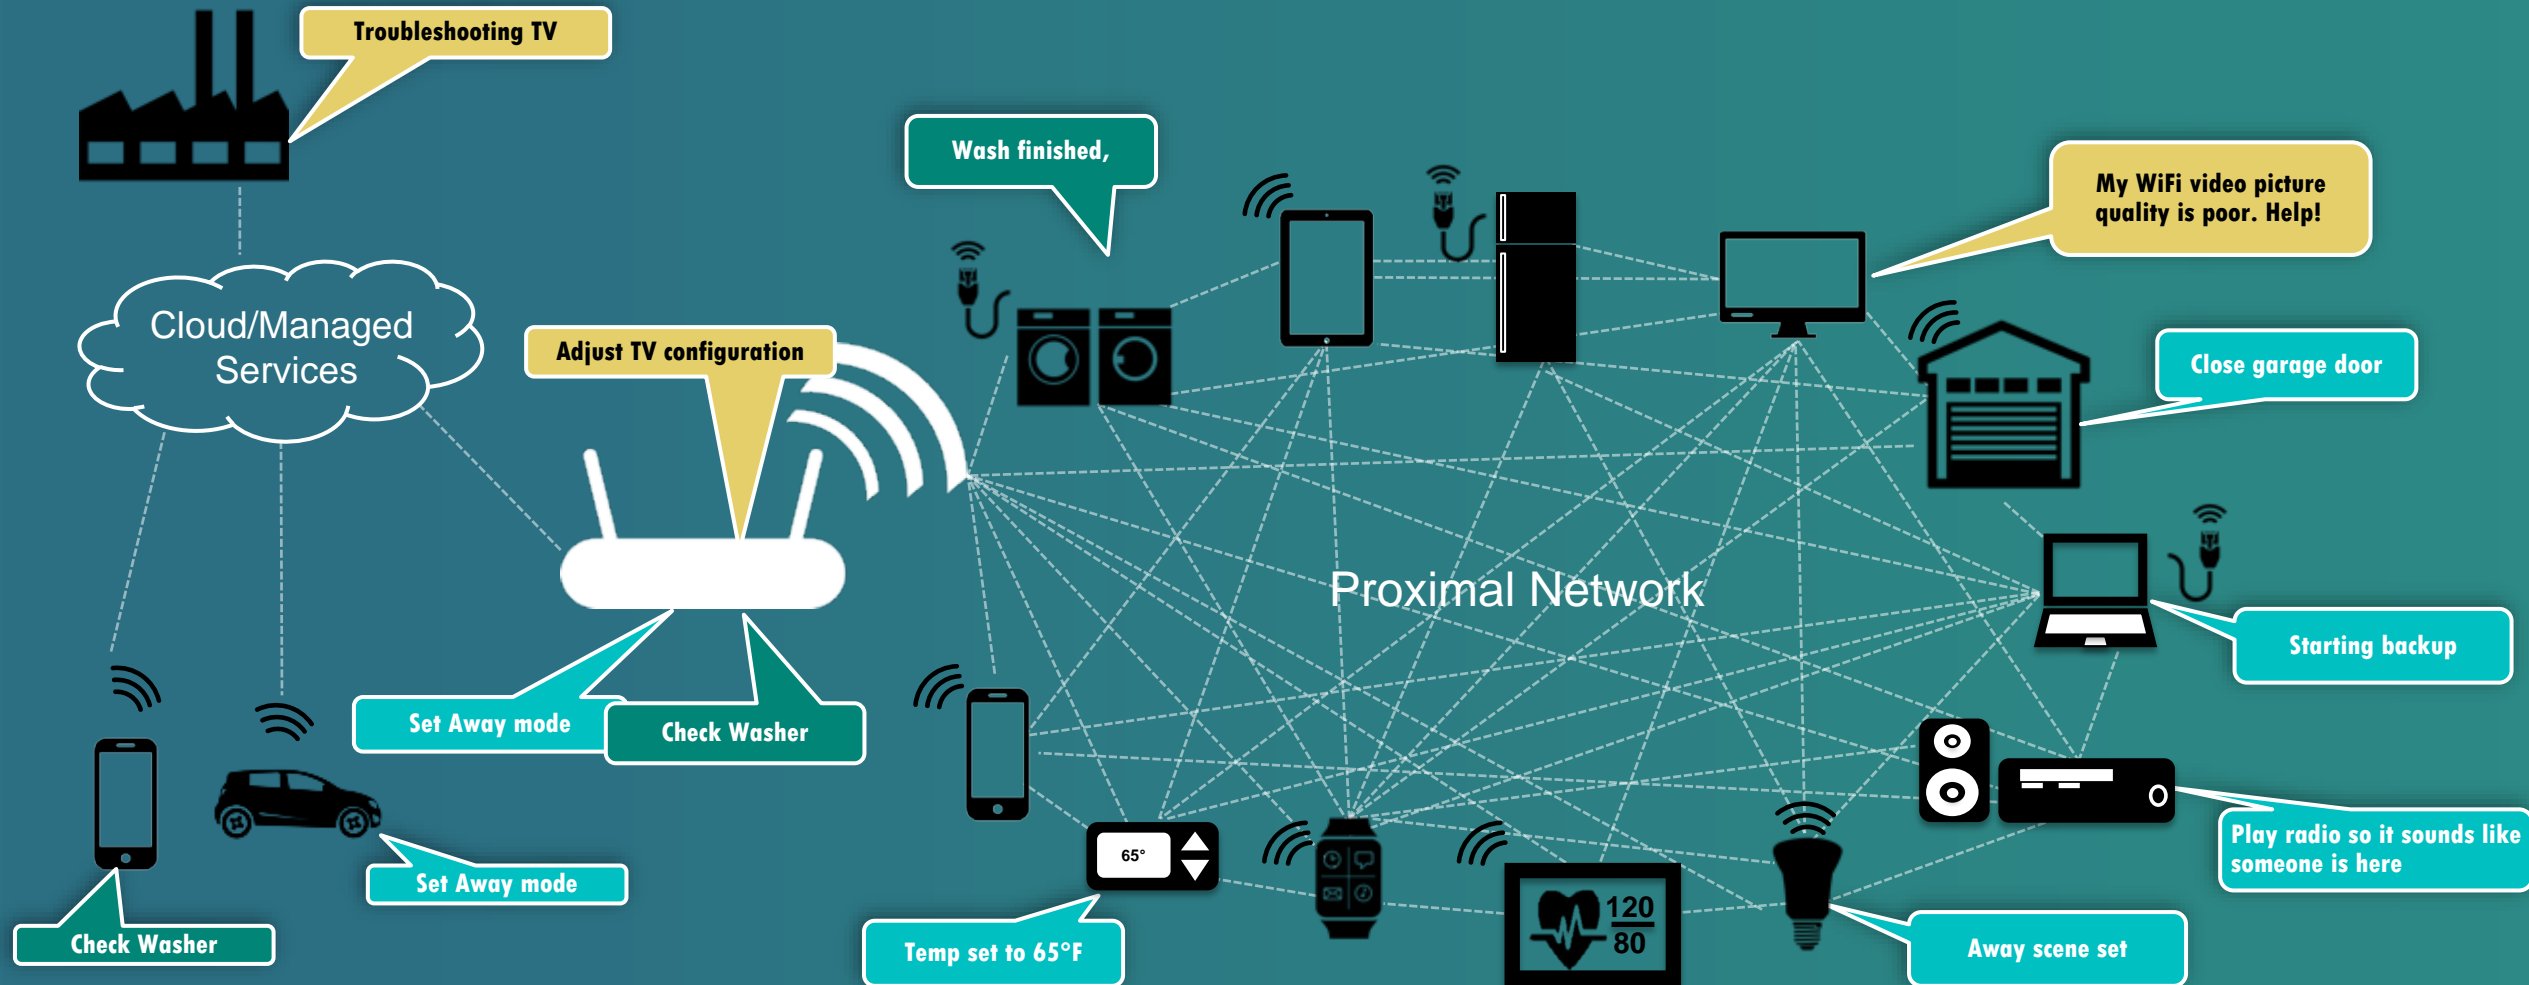 Troubleshooting TV
Wash finished,
My WiFi video picture
quality is poor. Help!
Cloud/Managed
Services
Adjust TV configuration
Close garage door
Proximal Network
Starting backup
Set Away mode
Check Washer
Play radio so it sounds like
someone is here
65°
Set Away mode
Check Washer
Temp set to 65°F
120
80
Away scene set